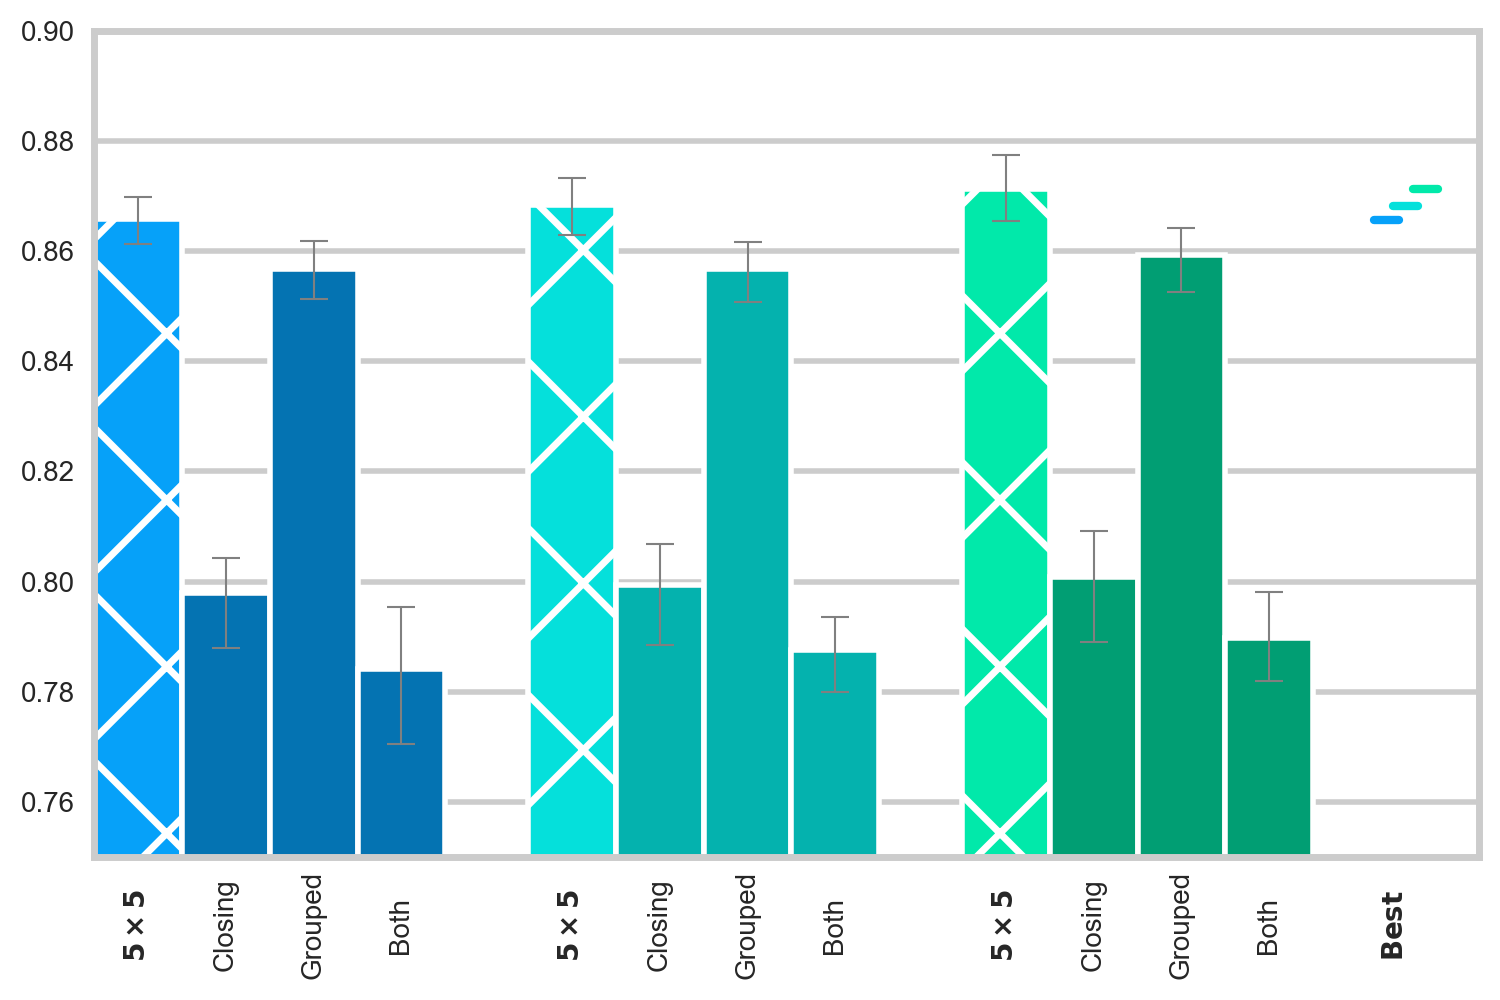 0.90
0.88
0.86
0.84
0.82
0.80
0.78
0.76
5 × 5
Closing
Grouped
Both
5 × 5
Closing
Grouped
Both
5 × 5
Closing
Grouped
Both
Best